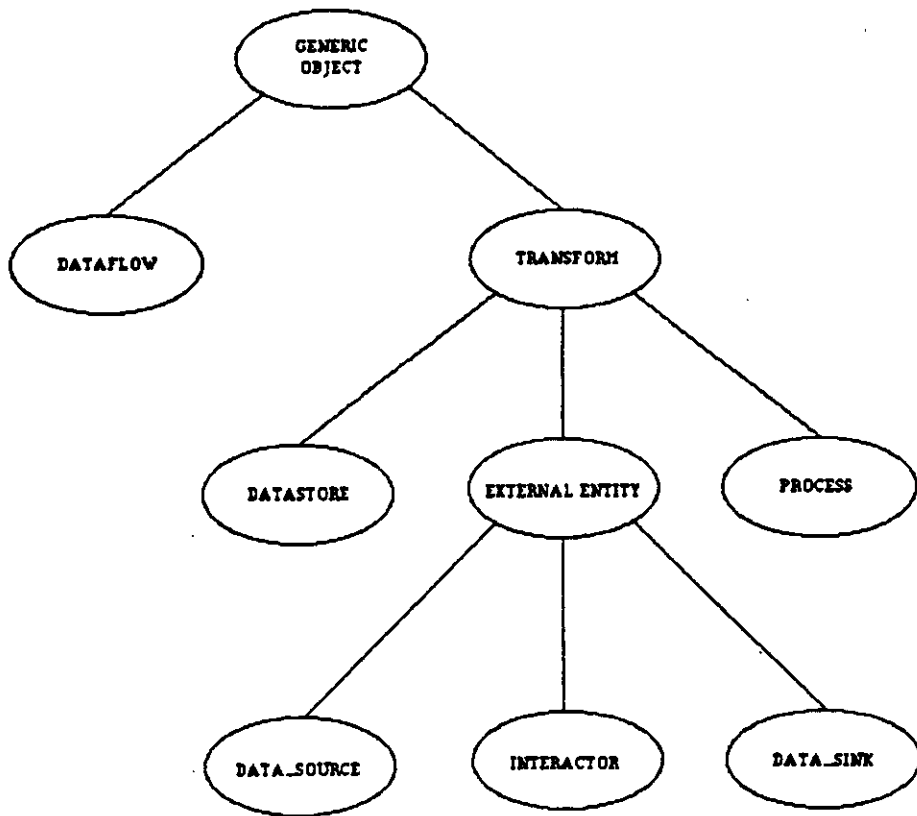 GENERIC
OBJECT
DATAFLOW
TRANSFORM
DATASTORE
EXTERNAL ENTITY
PROCESS
DATA_SOURCE
INTERACTOR
DATA_SINK